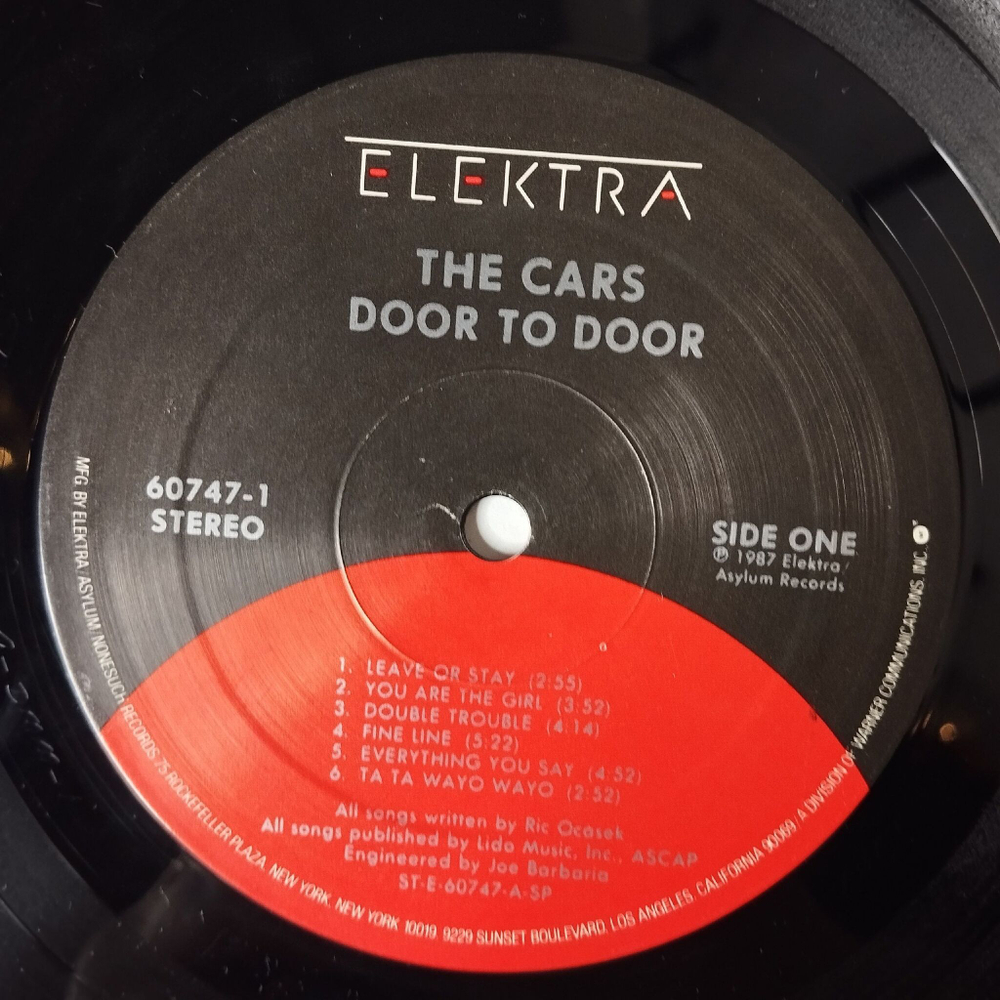 ELEKTRA
THE CARS
DOOR TO DOOR
60747-1
STEREO
SIDE ONE
℗ 1987 Elektra/
Asylum Records
1. LEAVE OR STAY (2:55)
2. YOU ARE THE GIRL (3:52)
3. DOUBLE TROUBLE (4:14)
4. FINE LINE (5:22)
5. EVERYTHING YOU SAY (4:52)
6 TA TA WAYO WAYO (2:52)
All songs written by Ric Ocasek
All songs published by Lido Music, Inc., ASCAP
Engineered by Joe Barbaria
ST-E-60747-A-SP
MFG. BY ELEKTRA/ASYLUM/NONESUCH RECORDS 75 ROCKEFELLER PLAZA, NEW YORK, NEW YORK 10019. 9229 SUNSET BOULEVARD, LOS ANGELES, CALIFORNIA 90069 / A DIVISION OF WARNER COMMUNICATIONS, INC.